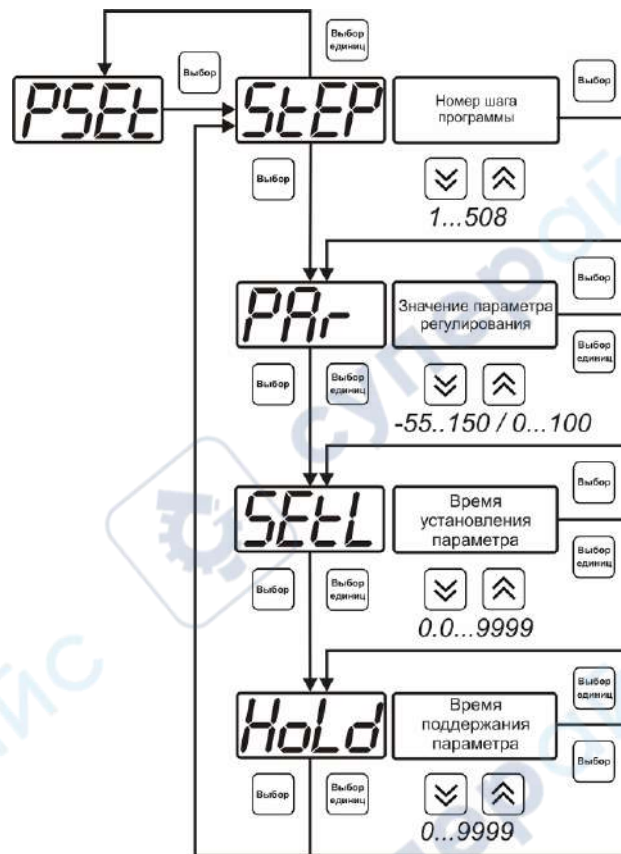 Выбор
единиц
Выбор
PSEt
StEP
Номер шага
программы
Выбор
Выбор
1...508
PAr
Значение параметра
регулирования
Выбор
Выбор
единиц
Выбор
Выбор
единиц
-55..150 / 0...100
SEtL
Время
установления
параметра
Выбор
Выбор
единиц
Выбор
Выбор
единиц
0.0...9999
HoLd
Время
поддержания
параметра
Выбор
единиц
Выбор
Выбор
Выбор
единиц
0...9999
суперайс